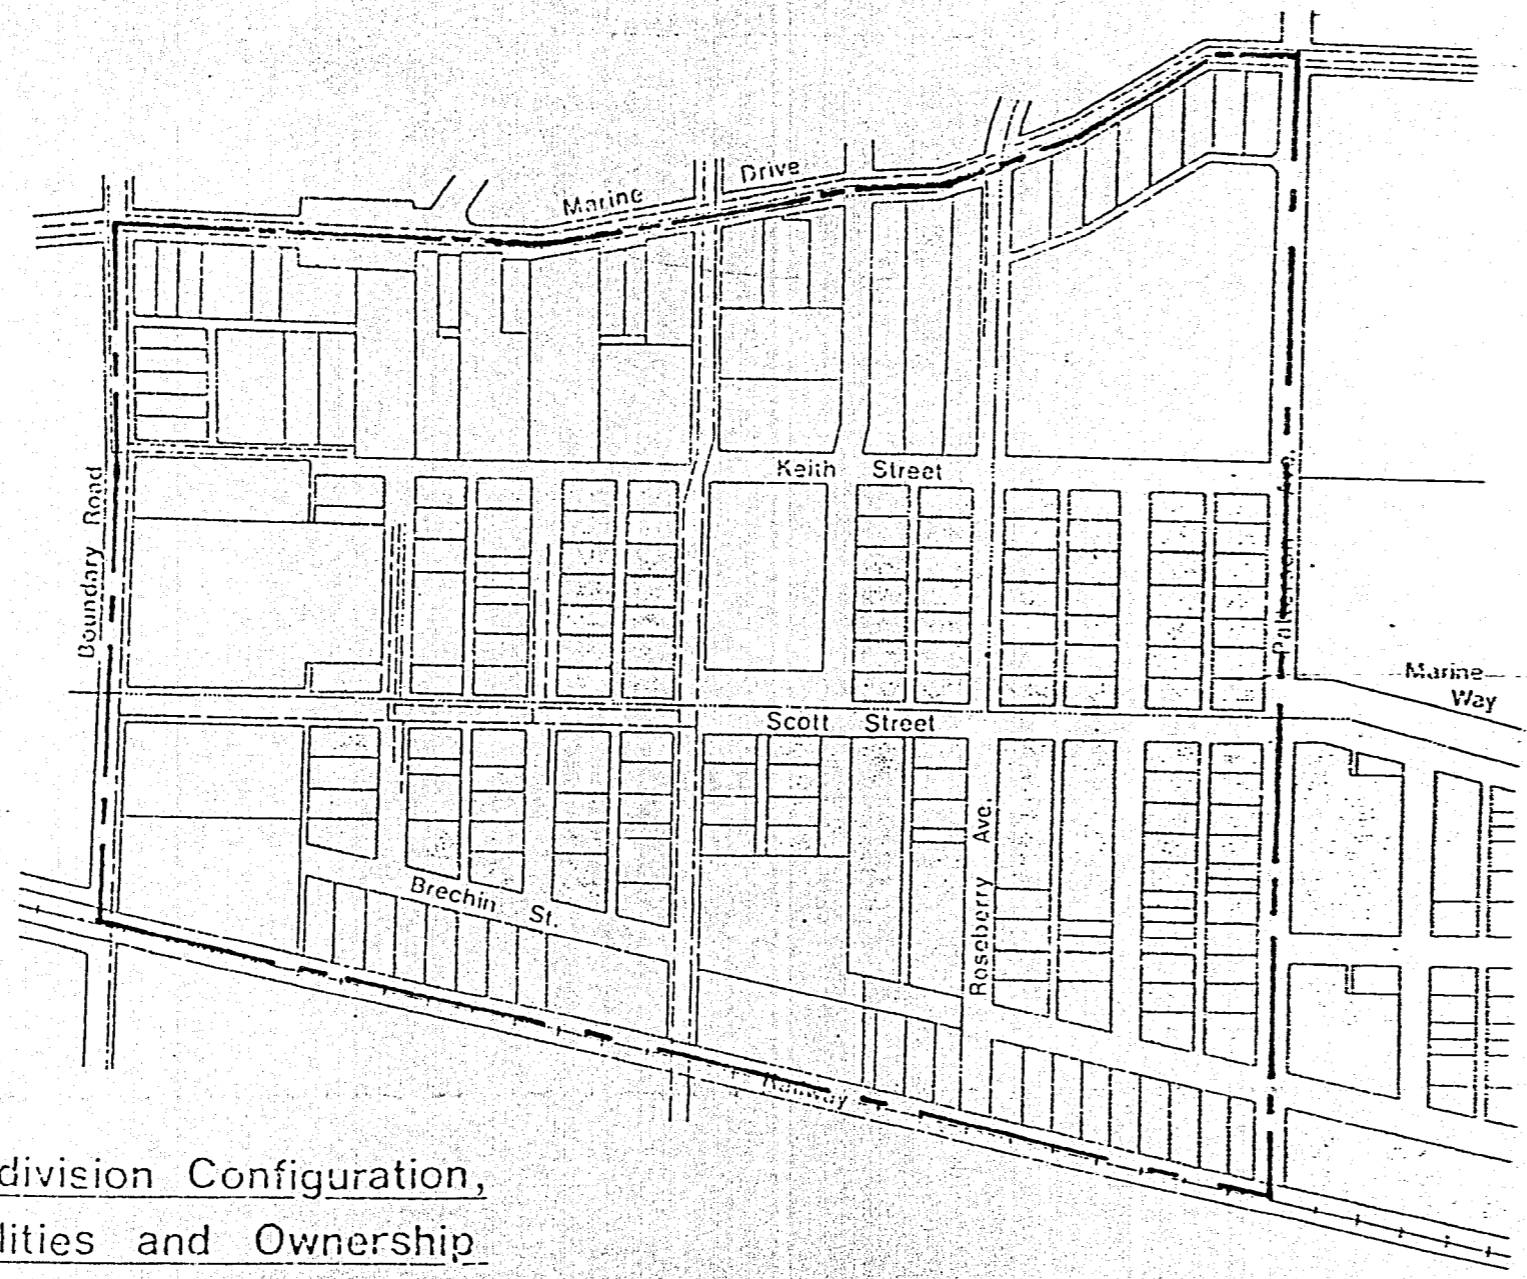 Marine Drive
Keith Street
Boundary Road
Marine
Way
Scott Street
Roseberry Ave.
Brechin St.
Railway
division Configuration,
lities and Ownership